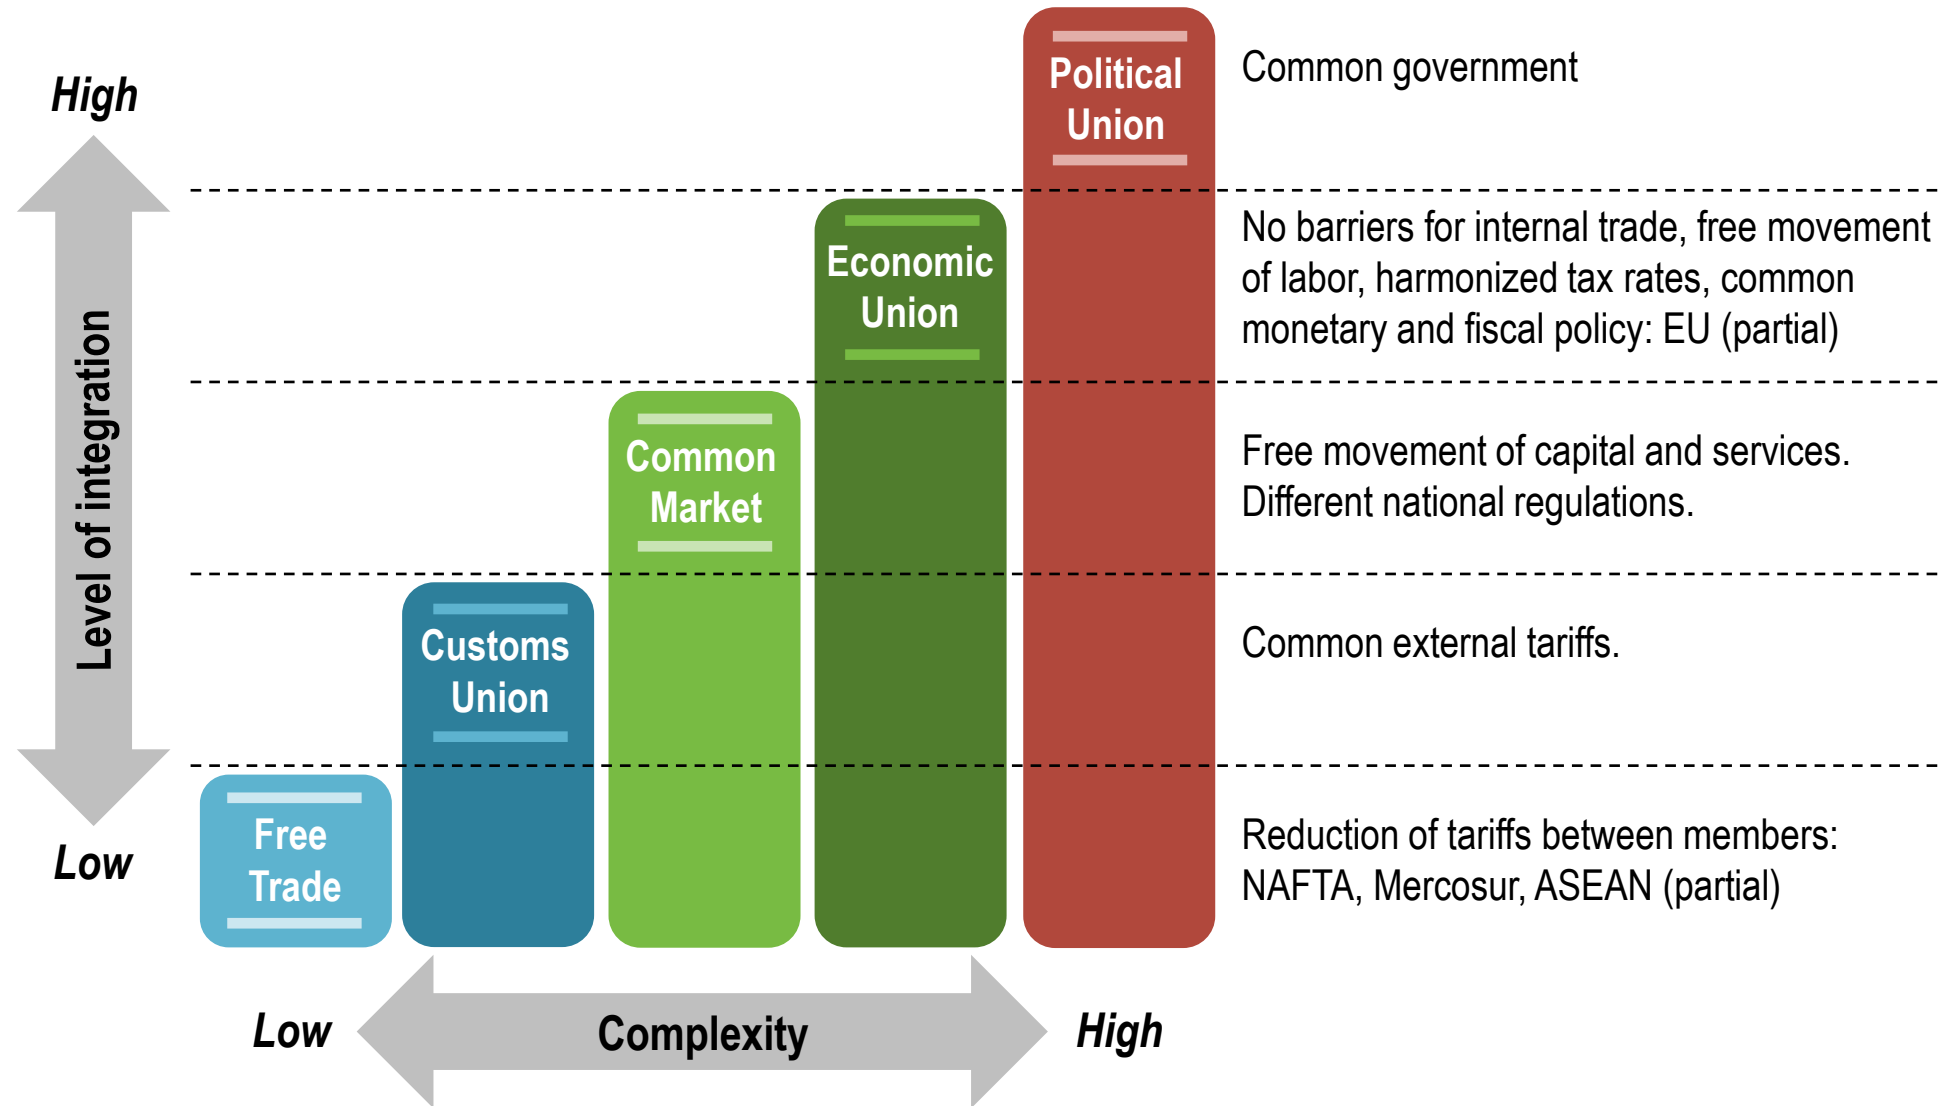 High
Level of integration
Low
Political
Union
Common government
Economic
Union
No barriers for internal trade, free movement
of labor, harmonized tax rates, common
monetary and fiscal policy: EU (partial)
Common
Market
Free movement of capital and services.
Different national regulations.
Customs
Union
Common external tariffs.
Free
Trade
Reduction of tariffs between members:
NAFTA, Mercosur, ASEAN (partial)
Low
Complexity
High